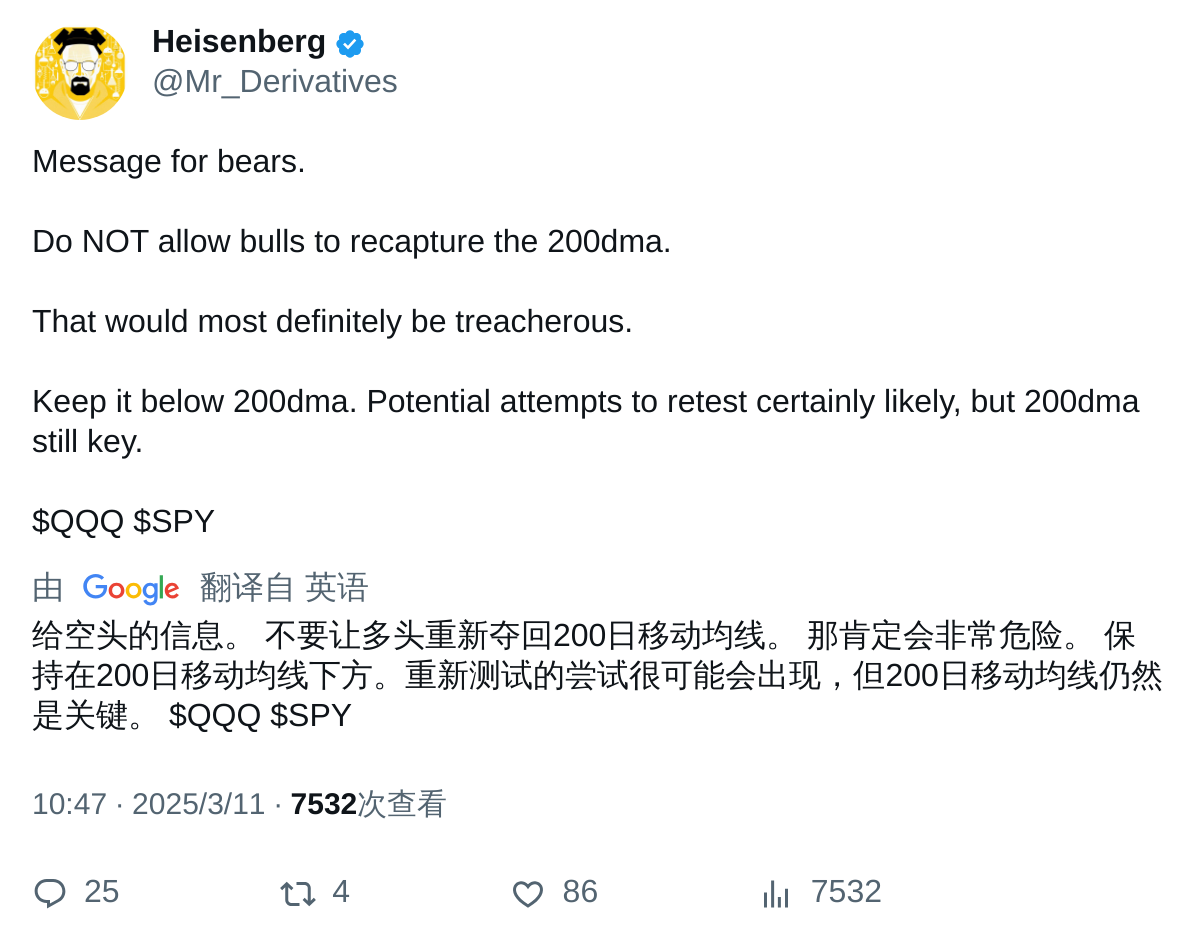 Heisenberg
@Mr_Derivatives
Message for bears.
Do NOT allow bulls to recapture the 200dma.
That would most definitely be treacherous.
Keep it below 200dma. Potential attempts to retest certainly likely, but 200dma
still key.
$QQQ $SPY
由 Google 翻译自 英语
给空头的信息。 不要让多头重新夺回200日移动均线。 那肯定会非常危险。 保
持在200日移动均线下方。重新测试的尝试很可能会出现，但200日移动均线仍然
是关键。 $QQQ $SPY
10:47 · 2025/3/11 · 7532次查看
25 4 86 7532